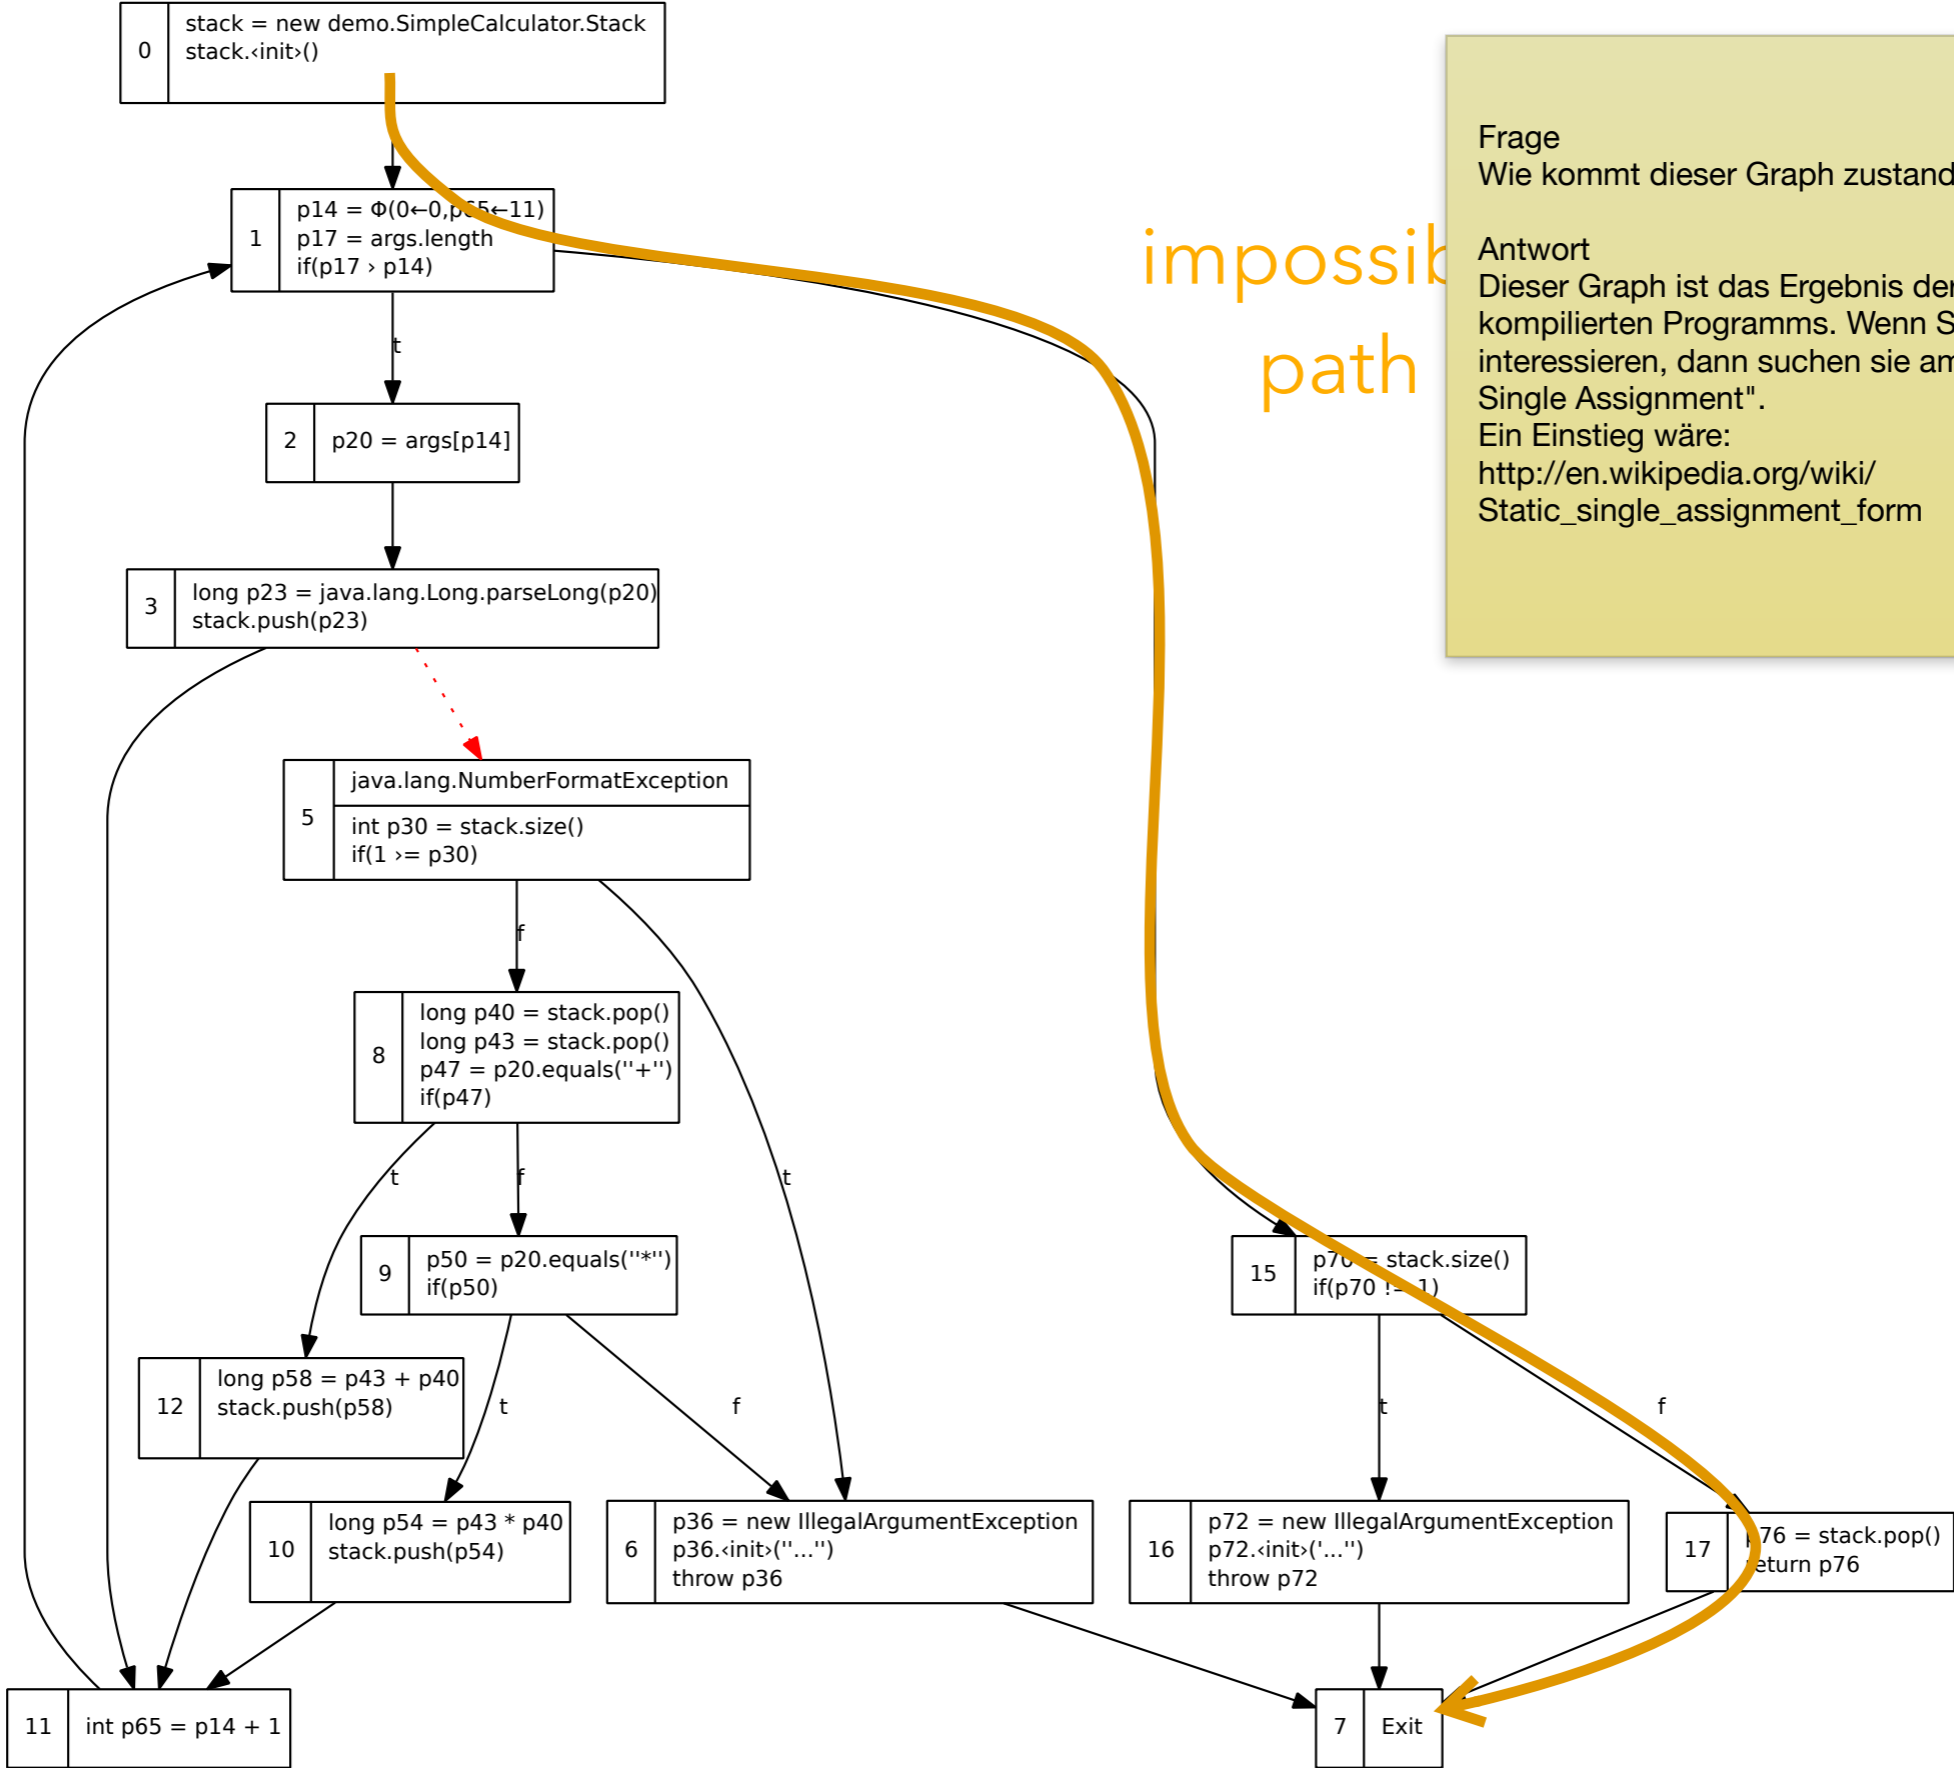 0
stack = new demo.SimpleCalculator.Stack
stack.‹init›()
1
p14 = Φ(0←0,p65←11)
p17 = args.length
if(p17 › p14)
t
2
p20 = args[p14]
3
long p23 = java.lang.Long.parseLong(p20)
stack.push(p23)
5
java.lang.NumberFormatException
int p30 = stack.size()
if(1 ›= p30)
f
t
8
long p40 = stack.pop()
long p43 = stack.pop()
p47 = p20.equals(''+'')
if(p47)
t
f
9
p50 = p20.equals(''*'')
if(p50)
t
f
12
long p58 = p43 + p40
stack.push(p58)
10
long p54 = p43 * p40
stack.push(p54)
6
p36 = new IllegalArgumentException
p36.‹init›(''...'')
throw p36
11
int p65 = p14 + 1
15
p70 = stack.size()
if(p70 != 1)
t
f
16
p72 = new IllegalArgumentException
p72.‹init›('...'')
throw p72
17
p76 = stack.pop()
return p76
7
Exit
impossib
path
Frage
Wie kommt dieser Graph zustand
Antwort
Dieser Graph ist das Ergebnis der
kompilierten Programms. Wenn S
interessieren, dann suchen sie am
Single Assignment".
Ein Einstieg wäre:
http://en.wikipedia.org/wiki/
Static_single_assignment_form